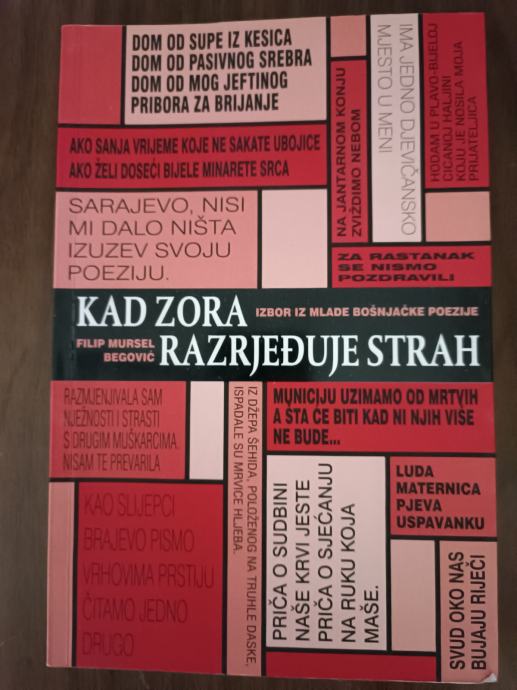 DOM OD SUPE IZ KESICA
DOM OD PASIVNOG SREBRA
DOM OD MOG JEFTINOG
PRIBORA ZA BRIJANJE
NA JANTARNOM KONJU
ZVIŽDIMO NEBOM
IMA JEDNO DJEVIČANSKO
MJESTO U MENI
HODAM U PLAVO-BIJELOJ
CICANOJ HALJINI
KOJU JE NOSILA MOJA
PRIJATELJICA
AKO SANJA VRIJEME KOJE NE SAKATE UBOJICE
AKO ŽELI DOSEĆI BIJELE MINARETE SRCA
SARAJEVO, NISI
MI DALO NIŠTA
IZUZEV SVOJU
POEZIJU.
ZA RASTANAK
SE NISMO
POZDRAVILI
KAD ZORA
IZBOR IZ MLADE BOŠNJAČKE POEZIJE
FILIP MURSEL
BEGOVIĆ
RAZRJEĐUJE STRAH
RAZMJENJIVALA SAM
NJEŽNOSTI I STRASTI
S DRUGIM MUŠKARCIMA.
NISAM TE PREVARILA
IZ DŽEPA ŠEHIDA, POLOŽENOG NA TRUHLE DASKE,
ISPADALE SU MRVICE HLJEBA.
MUNICIJU UZIMAMO OD MRTVIH
A ŠTA ĆE BITI KAD NI NJIH VIŠE
NE BUDE...
KAO SLIJEPCI
BRAJEVO PISMO
VRHOVIMA PRSTIJU
ČITAMO JEDNO
DRUGO
PRIČA O SUDBINI
NAŠE KRVI JESTE
PRIČA O SJEĆANJU
NA RUKU KOJA
MAŠE.
LUDA
MATERNICA
PJEVA
USPAVANKU
SVUD OKO NAS
BUJAJU RIJEČI